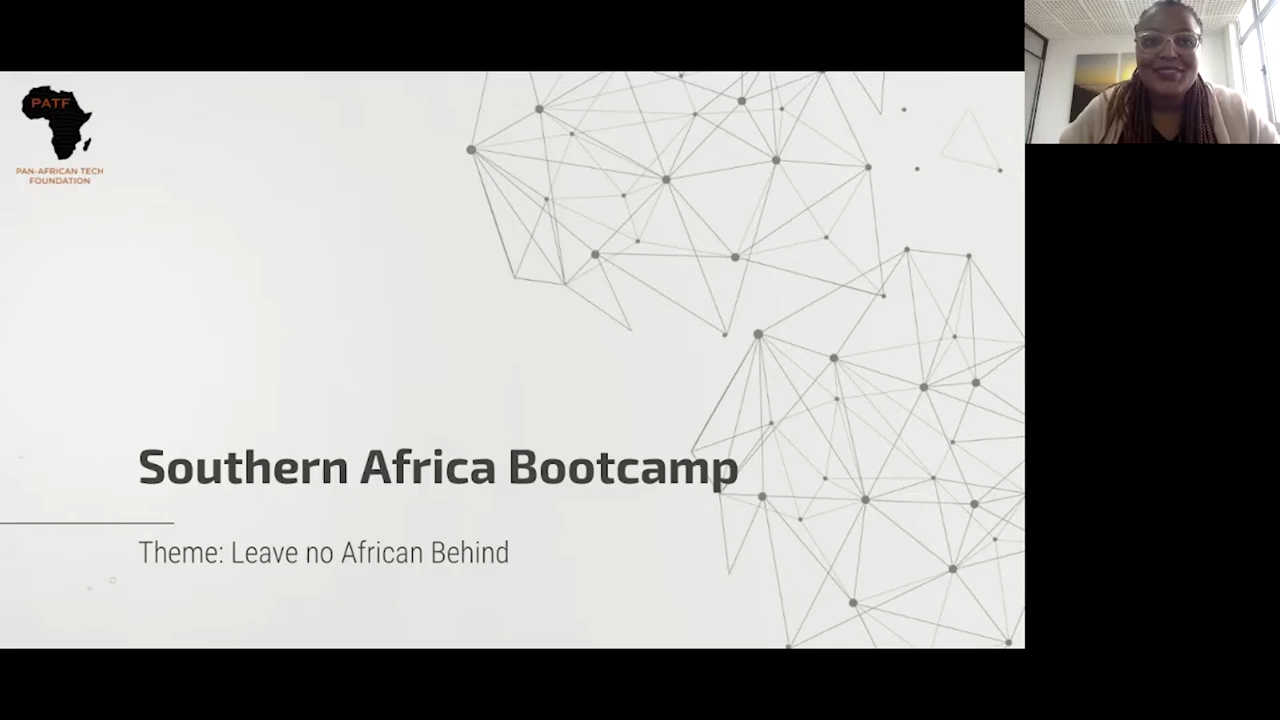 PATF
PAN-AFRICAN TECH
FOUNDATION
Southern Africa Bootcamp
Theme: Leave no African Behind